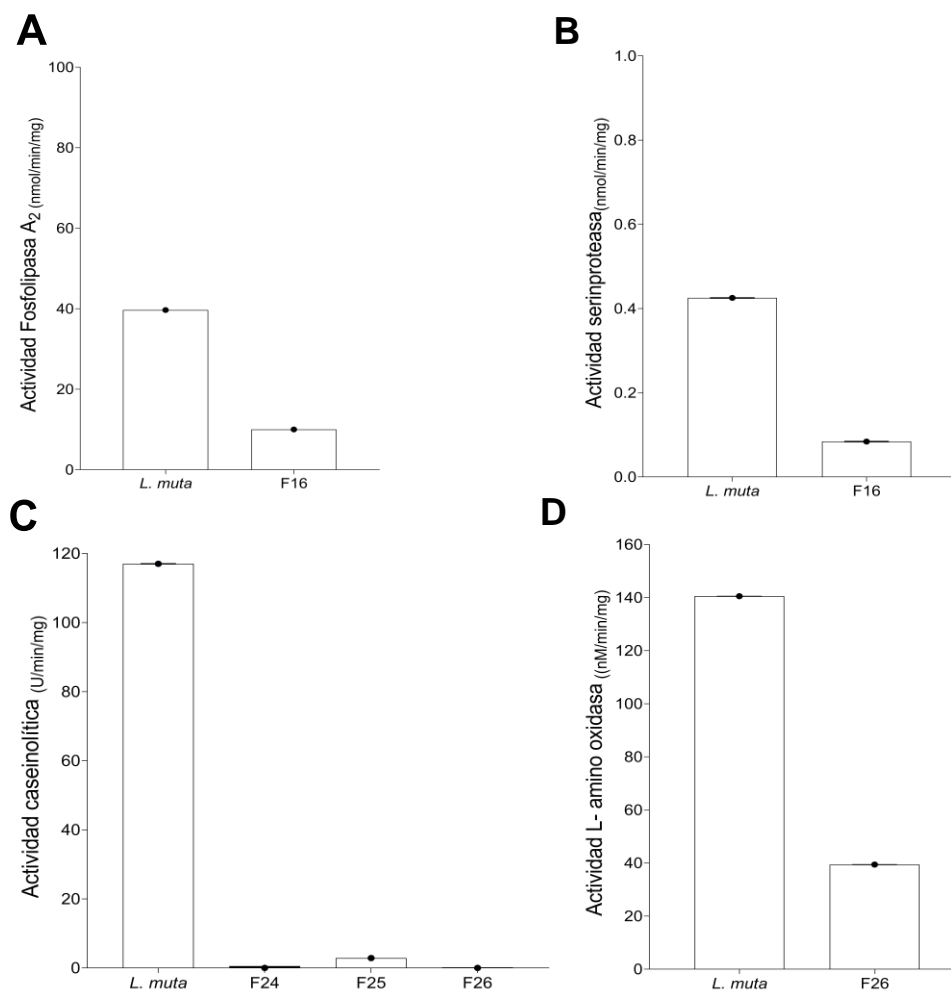 A
Actividad Fosfolipasa A2 (nmol/min/mg)
100
80
60
40
20
0
L. muta F16
B
Actividad serinproteasa(nmol/min/mg)
1.0
0.8
0.6
0.4
0.2
0.0
L. muta F16
C
Actividad caseinolítica (U/min/mg)
120
100
80
60
40
20
0
L. muta F24 F25 F26
D
Actividad L- amino oxidasa ((nM/min/mg)
160
140
120
100
80
60
40
20
0
L. muta F26